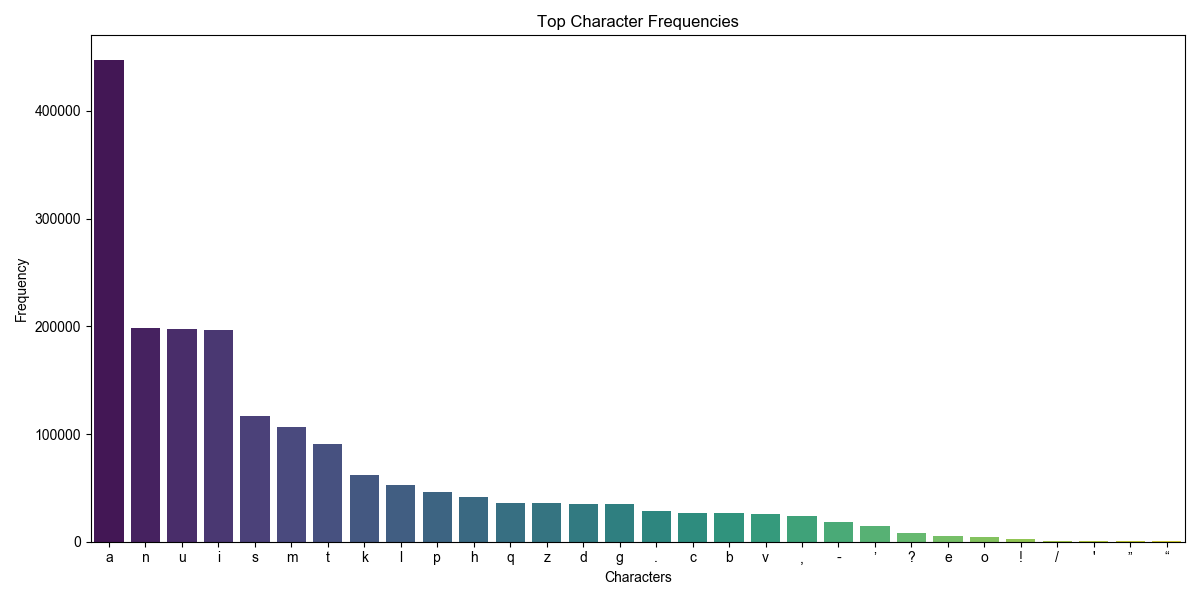 Top Character Frequencies
400000
300000
200000
100000
0
Frequency
a n u i s m t k l p h q z d g . c b v , - ’ ? e o ! / ' ” “
Characters